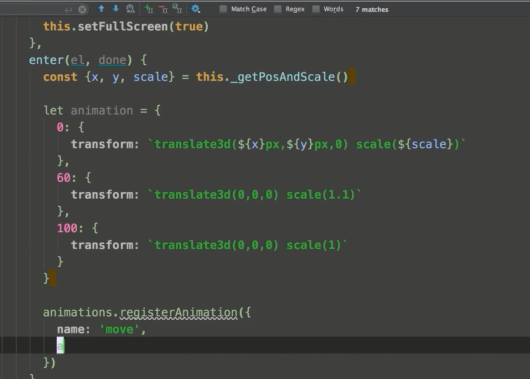 Match Case Regex Words 7 matches
this.setFullScreen(true)
},
enter(el, done) {
const {x, y, scale} = this._getPosAndScale()
let animation = {
0: {
transform: `translate3d(${x}px,${y}px,0) scale(${scale})`
},
60: {
transform: `translate3d(0,0,0) scale(1.1)`
},
100: {
transform: `translate3d(0,0,0) scale(1)`
}
}
animations.registerAnimation({
name: 'move',
})
}